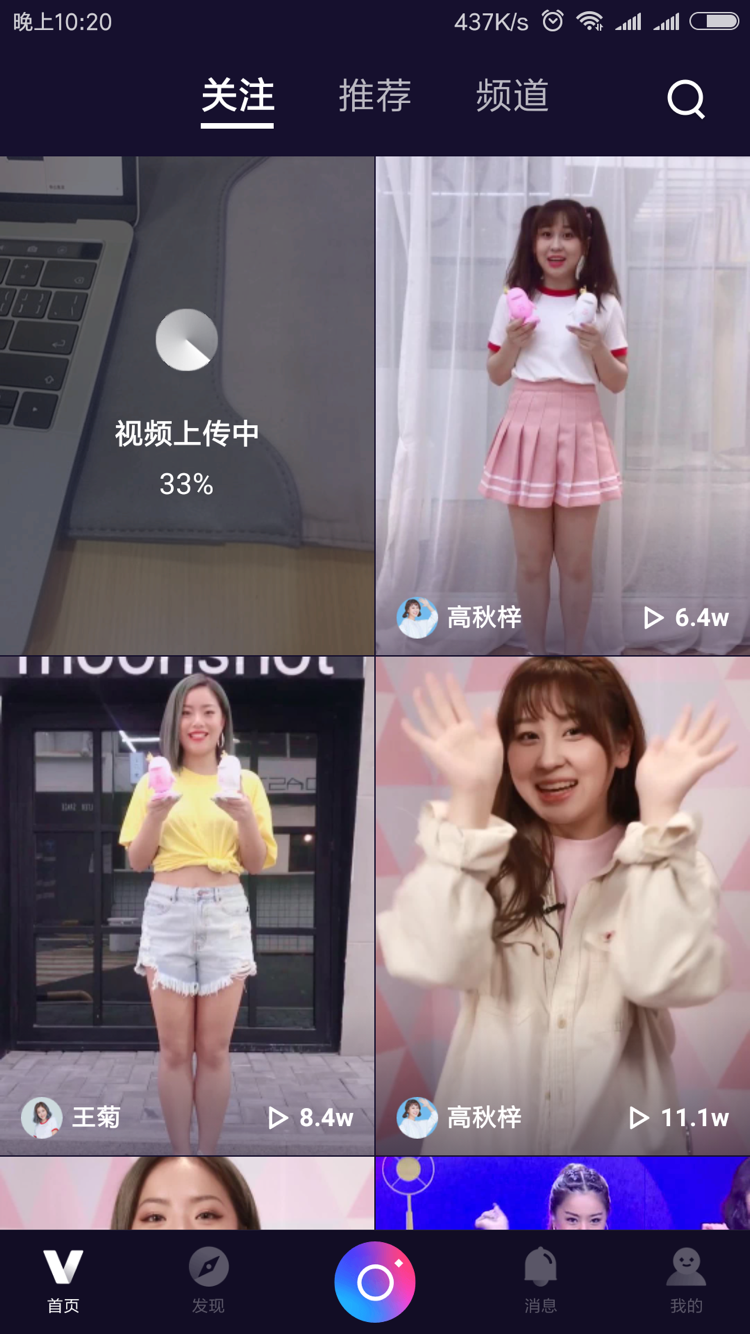 晚上10:20
437K/s
关注 推荐 频道
视频上传中
33%
高秋梓 6.4w
moonshot
王菊 8.4w
高秋梓 11.1w
首页 发现 消息 我的